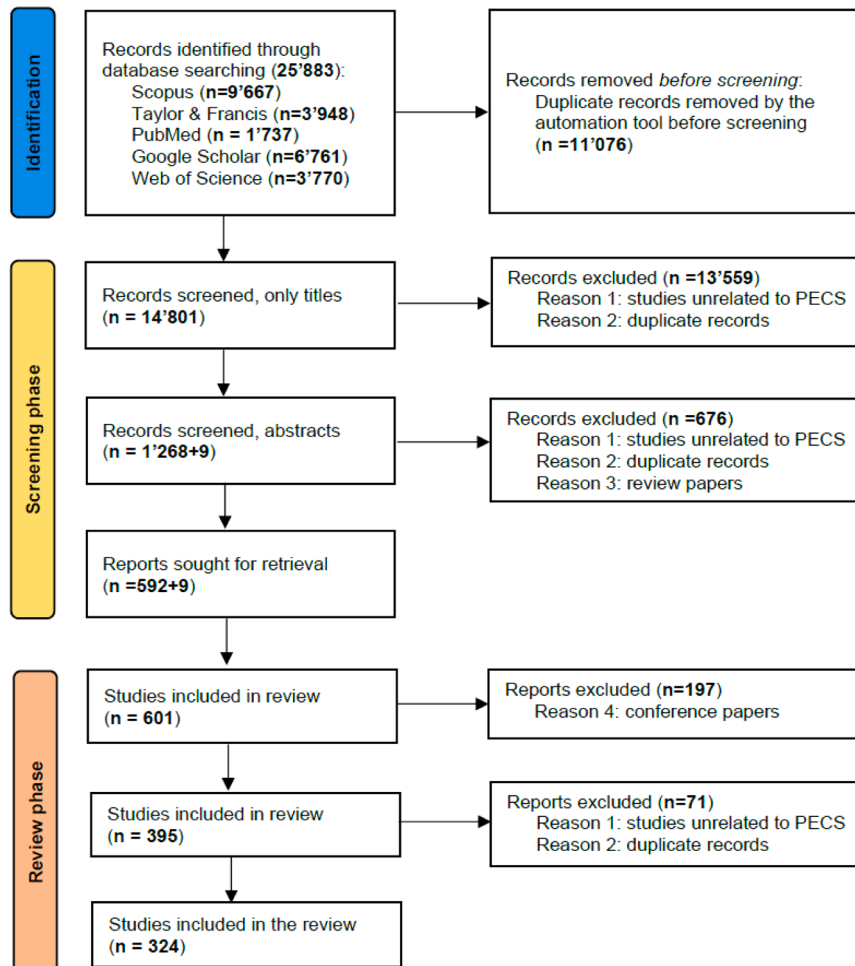 Identification
Records identified through
database searching (25'883):
Scopus (n=9'667)
Taylor & Francis (n=3'948)
PubMed (n = 1'737)
Google Scholar (n=6'761)
Web of Science (n=3'770)
Records removed before screening:
Duplicate records removed by the
automation tool before screening
(n =11'076)
Screening phase
Records screened, only titles
(n = 14'801)
Records excluded (n =13'559)
Reason 1: studies unrelated to PECS
Reason 2: duplicate records
Records screened, abstracts
(n = 1'268+9)
Records excluded (n =676)
Reason 1: studies unrelated to PECS
Reason 2: duplicate records
Reason 3: review papers
Reports sought for retrieval
(n =592+9)
Review phase
Studies included in review
(n = 601)
Reports excluded (n=197)
Reason 4: conference papers
Studies included in review
(n = 395)
Reports excluded (n=71)
Reason 1: studies unrelated to PECS
Reason 2: duplicate records
Studies included in the review
(n = 324)